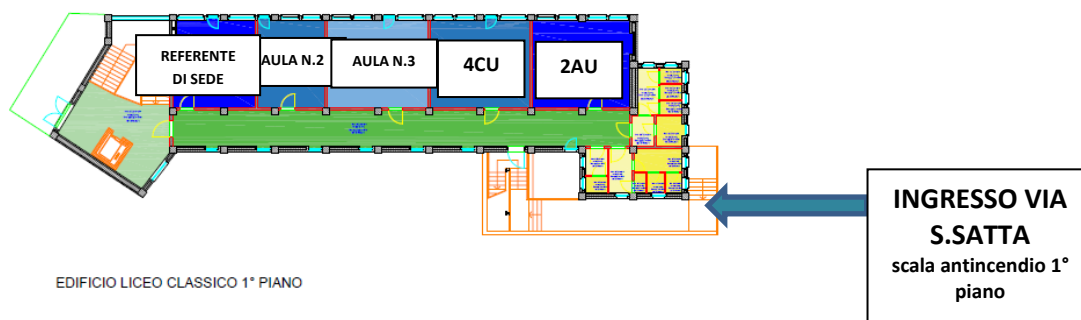 REFERENTE
DI SEDE
AULA N.2
AULA N.3
4CU
2AU
INGRESSO VIA
S.SATTA
scala antincendio 1°
piano
EDIFICIO LICEO CLASSICO 1° PIANO